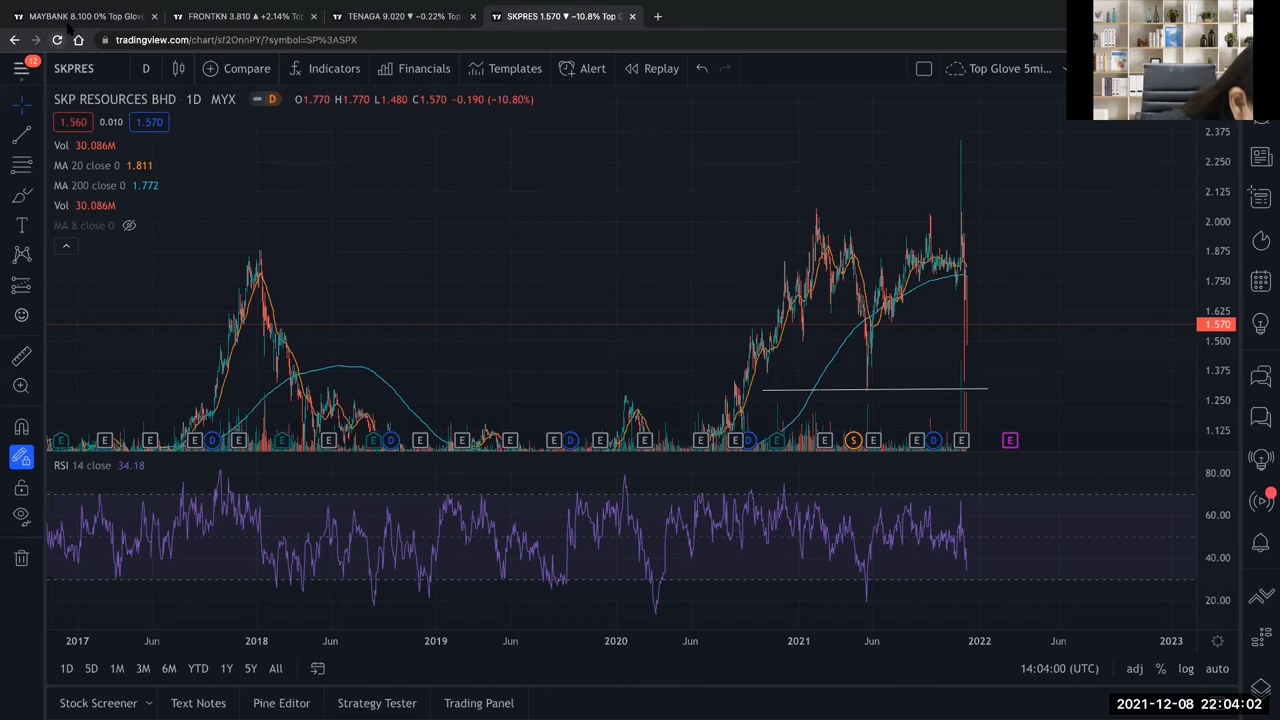 MAYBANK 8.100 0% Top Glove
FRONTKN 3.810 ▲ +2.14% Top
TENAGA 9.020 ▼ −0.22% Top
SKPRES 1.570 ▼ −10.8% Top
tradingview.com/chart/sf2OnnPY/?symbol=SP%3ASPX
12
SKPRES D Compare Indicators Financials Templates Alert Replay Top Glove 5mi...
SKP RESOURCES BHD · 1D · MYX D O1.770 H1.770 L1.480 C1.570 −0.190 (−10.80%)
1.560 0.010 1.570
Vol 30.086M
MA 20 close 0 1.811
MA 200 close 0 1.772
Vol 30.086M
MA 8 close 0
2.375
2.250
2.125
2.000
1.875
1.750
1.625
1.570
1.500
1.375
1.250
1.125
E E E E D E E E E D E E E E D E E E E D E E S E E D E E
RSI 14 close 34.18
80.00
60.00
40.00
20.00
2017 Jun 2018 Jun 2019 Jun 2020 Jun 2021 Jun 2022 Jun 2023
1D 5D 1M 3M 6M YTD 1Y 5Y All 14:04:00 (UTC) adj % log auto
Stock Screener Text Notes Pine Editor Strategy Tester Trading Panel
2021-12-08 22:04:02